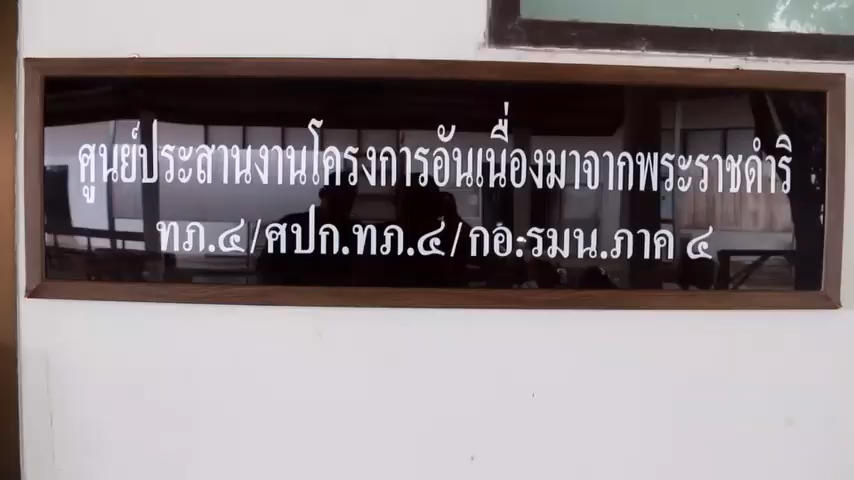 ศูนย์ประสานงานโครงการอันเนื่องมาจากพระราชดำริ
ทภ.๔/ศปก.ทภ.๔/กอ.รมน.ภาค ๔